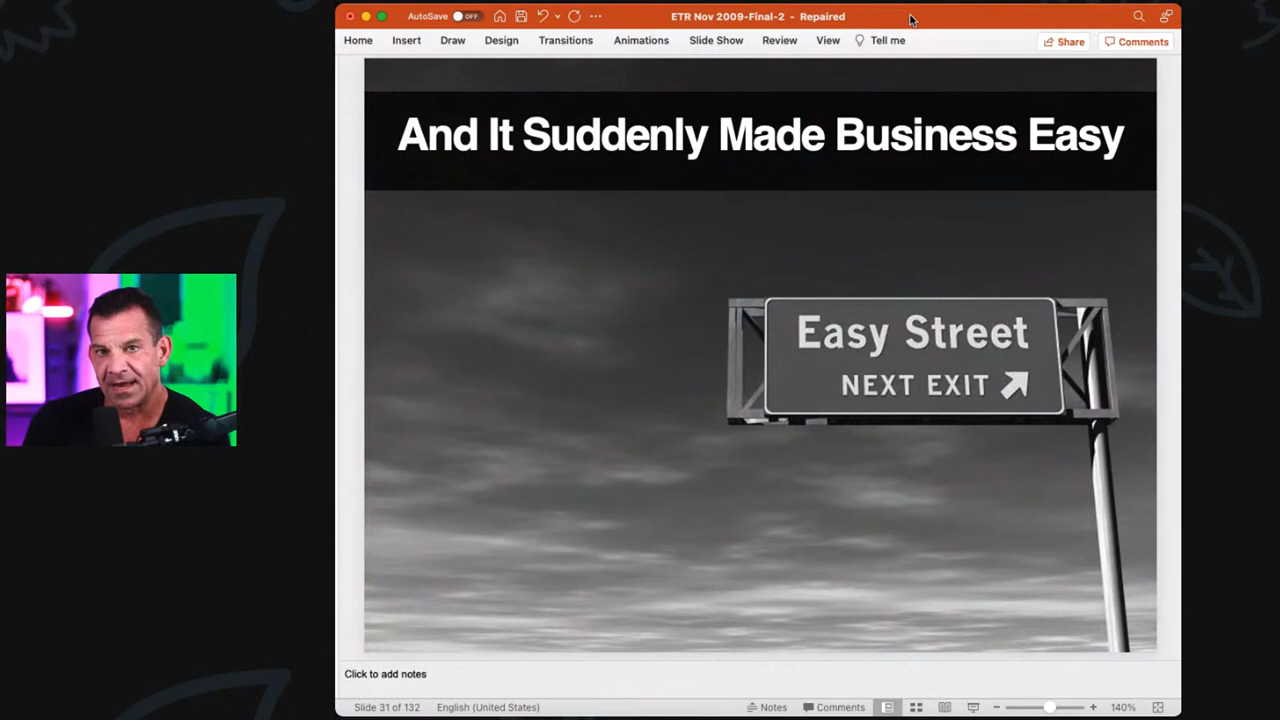 AutoSave OFF ETR Nov 2009-Final-2 - Repaired
Home Insert Draw Design Transitions Animations Slide Show Review View Tell me Share Comments
And It Suddenly Made Business Easy
Easy Street
NEXT EXIT
Click to add notes
Slide 31 of 132 English (United States) Notes Comments 140%